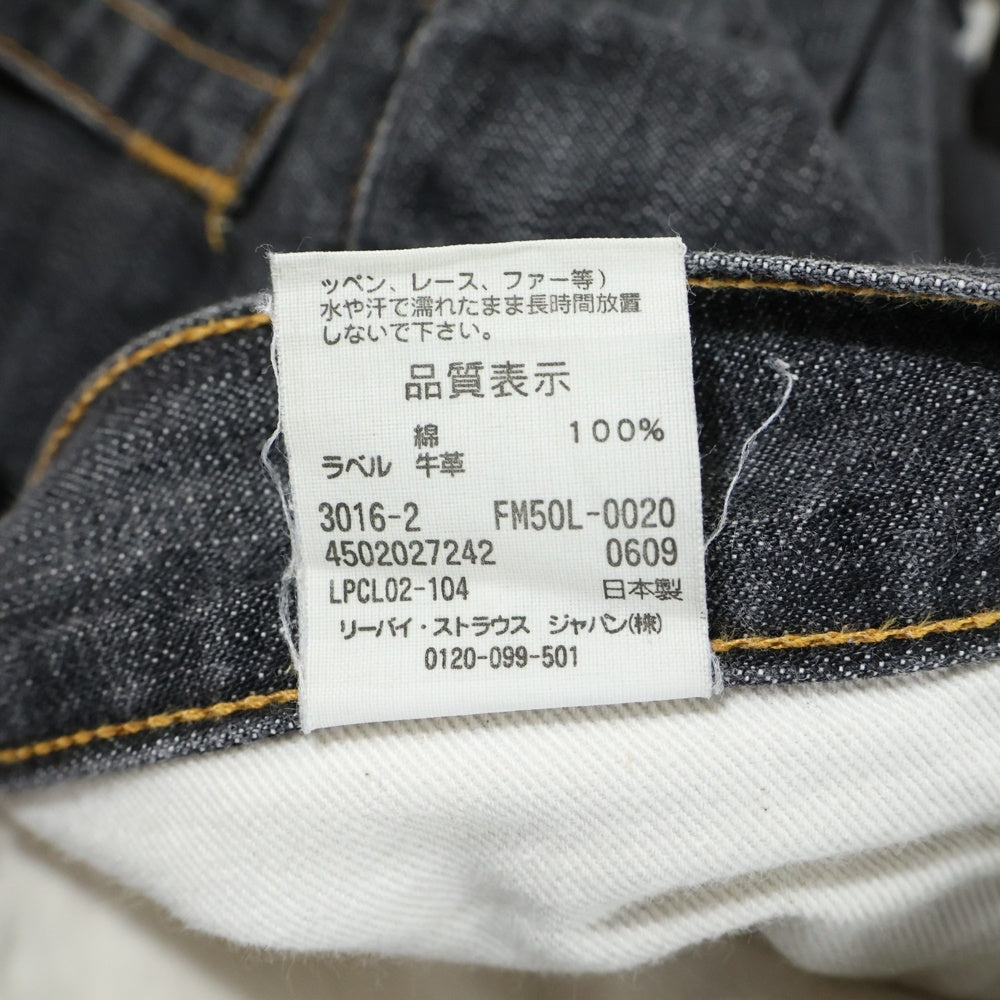 ッペン、レース、ファー等)
水や汗で濡れたまま長時間放置
しないで下さい。
品質表示
綿 100%
ラベル 牛革
3016-2 FM50L-0020
4502027242 0609
LPCL02-104 日本製
リーバイ・ストラウス ジャパン(株)
0120-099-501